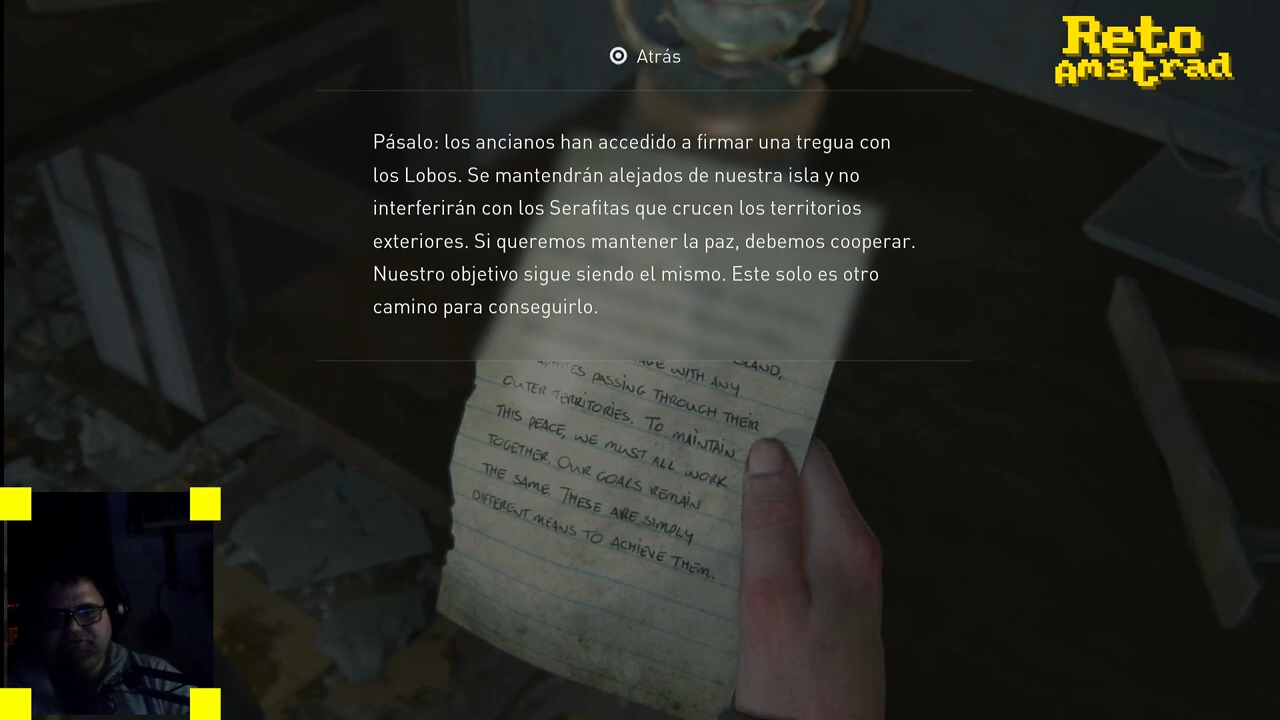 Reto
Amstrad
Atrás
Pásalo: los ancianos han accedido a firmar una tregua con
los Lobos. Se mantendrán alejados de nuestra isla y no
interferirán con los Serafitas que crucen los territorios
exteriores. Si queremos mantener la paz, debemos cooperar.
Nuestro objetivo sigue siendo el mismo. Este solo es otro
camino para conseguirlo.
WITH ANY
PASSING THROUGH THEIR
OUTER TERRITORIES. TO MAINTAIN
THIS PEACE, WE MUST ALL WORK
TOGETHER. OUR GOALS REMAIN
THE SAME. THESE ARE SIMPLY
DIFFERENT MEANS TO ACHIEVE THEM.